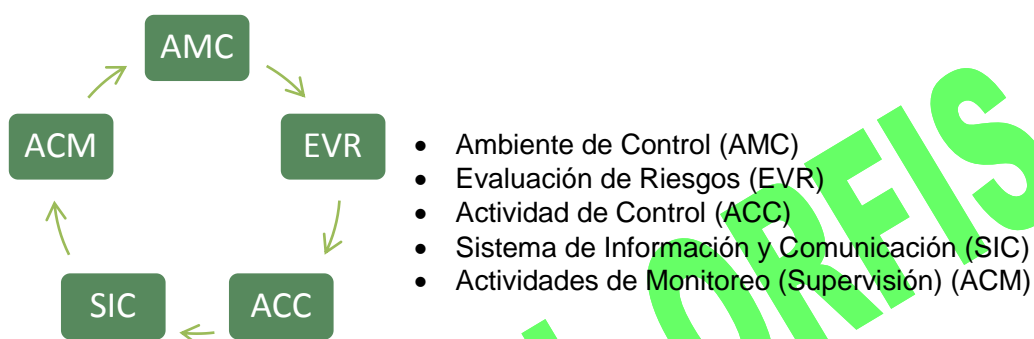 AMC
ACM
EVR
SIC
ACC
• Ambiente de Control (AMC)
• Evaluación de Riesgos (EVR)
• Actividad de Control (ACC)
• Sistema de Información y Comunicación (SIC)
• Actividades de Monitoreo (Supervisión) (ACM)
ORFIS